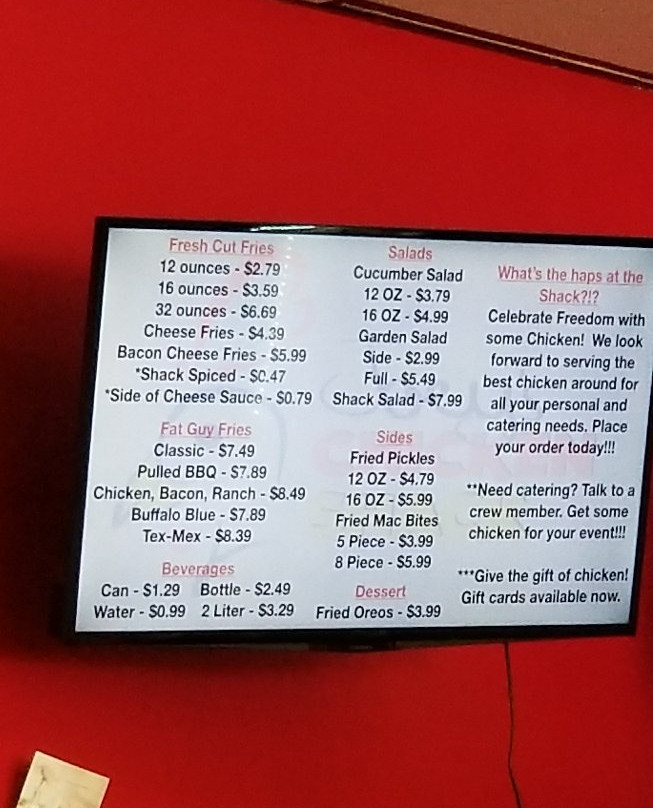 Fresh Cut Fries
12 ounces - $2.79
16 ounces - $3.59
32 ounces - $6.69
Cheese Fries - $4.39
Bacon Cheese Fries - $5.99
*Shack Spiced - $0.47
*Side of Cheese Sauce - $0.79
Fat Guy Fries
Classic - $7.49
Pulled BBQ - $7.89
Chicken, Bacon, Ranch - $8.49
Buffalo Blue - $7.89
Tex-Mex - $8.39
Beverages
Can - $1.29 Bottle - $2.49
Water - $0.99 2 Liter - $3.29
Salads
Cucumber Salad
12 OZ - $3.79
16 OZ - $4.99
Garden Salad
Side - $2.99
Full - $5.49
Shack Salad - $7.99
Sides
Fried Pickles
12 OZ - $4.79
16 OZ - $5.99
Fried Mac Bites
5 Piece - $3.99
8 Piece - $5.99
Dessert
Fried Oreos - $3.99
What's the haps at the
Shack?!?
Celebrate Freedom with
some Chicken! We look
forward to serving the
best chicken around for
all your personal and
catering needs. Place
your order today!!!
**Need catering? Talk to a
crew member. Get some
chicken for your event!!!
***Give the gift of chicken!
Gift cards available now.